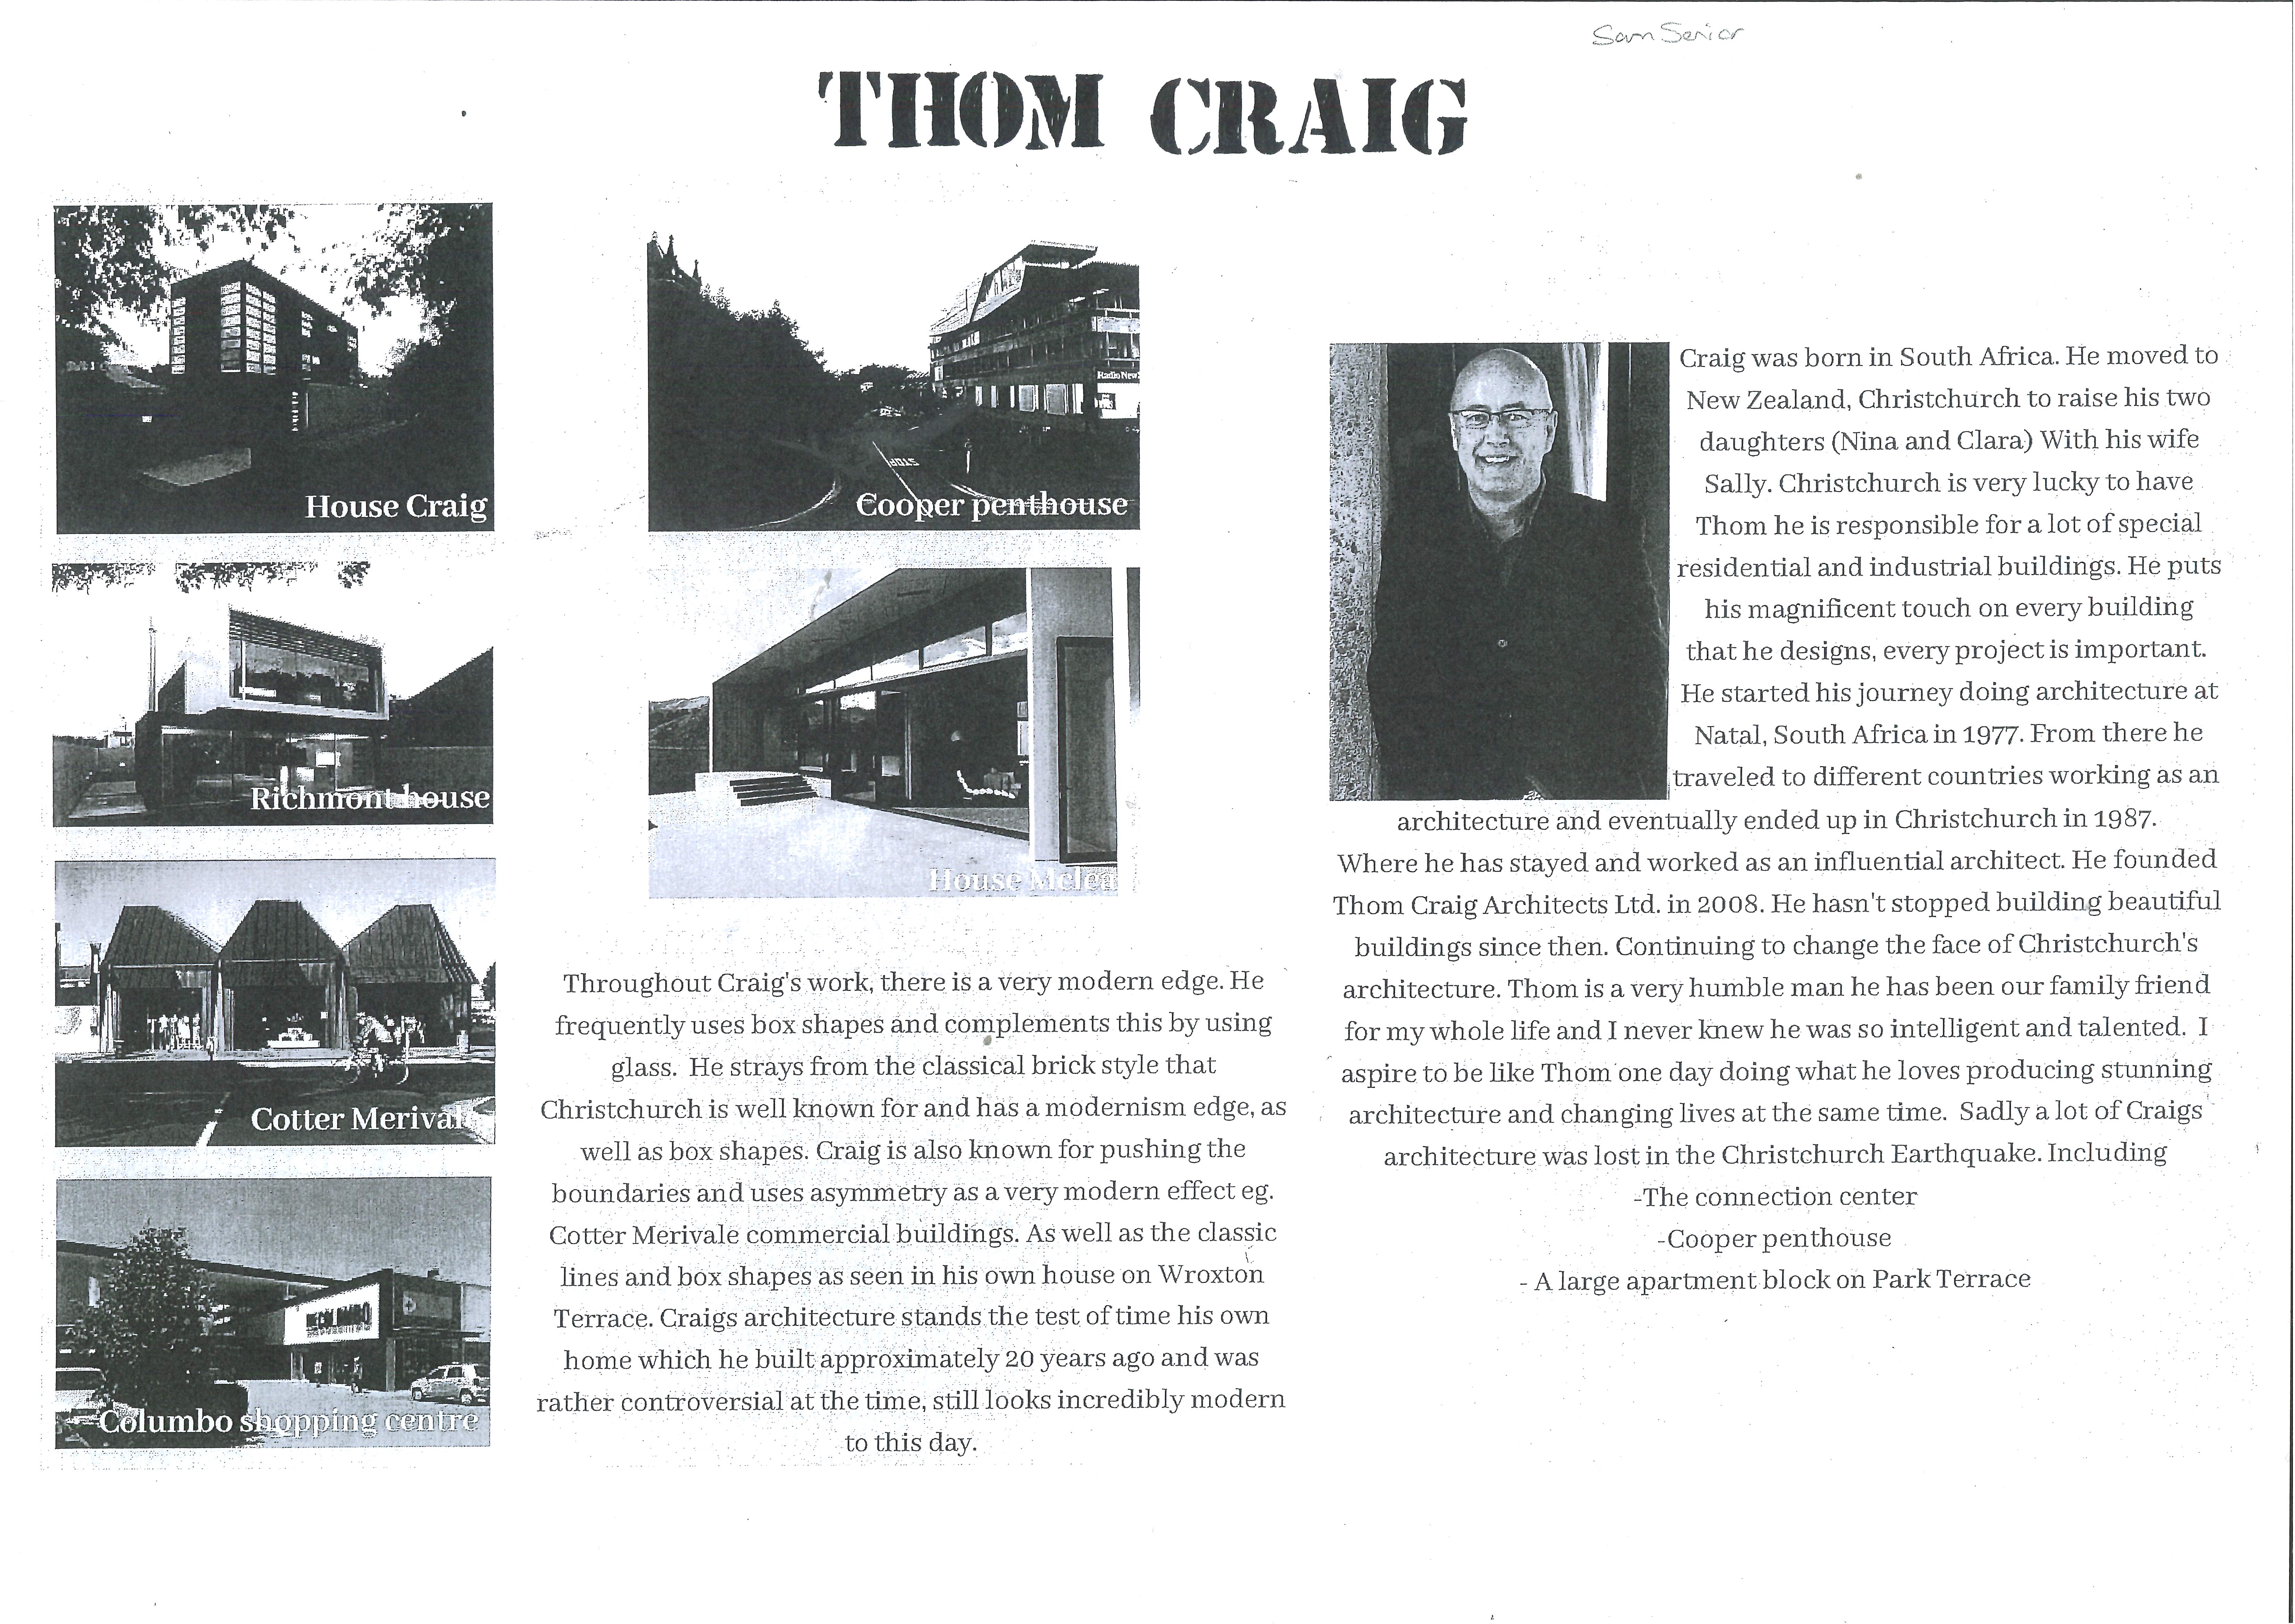 Sam Senior
THOM CRAIG
House Craig
Richmont house
Cotter Merivale
Columbo shopping centre
Radio New
STOP
Cooper penthouse
House Mclea
Throughout Craig's work, there is a very modern edge. He
frequently uses box shapes and complements this by using
glass. He strays from the classical brick style that
Christchurch is well known for and has a modernism edge, as
well as box shapes. Craig is also known for pushing the
boundaries and uses asymmetry as a very modern effect eg.
Cotter Merivale commercial buildings. As well as the classic
lines and box shapes as seen in his own house on Wroxton
Terrace. Craigs architecture stands the test of time his own
home which he built approximately 20 years ago and was
rather controversial at the time, still looks incredibly modern
to this day.
Craig was born in South Africa. He moved to
New Zealand, Christchurch to raise his two
daughters (Nina and Clara) With his wife
Sally. Christchurch is very lucky to have
Thom he is responsible for a lot of special
residential and industrial buildings. He puts
his magnificent touch on every building
that he designs, every project is important.
He started his journey doing architecture at
Natal, South Africa in 1977. From there he
traveled to different countries working as an
architecture and eventually ended up in Christchurch in 1987.
Where he has stayed and worked as an influential architect. He founded
Thom Craig Architects Ltd. in 2008. He hasn't stopped building beautiful
buildings since then. Continuing to change the face of Christchurch's
architecture. Thom is a very humble man he has been our family friend
for my whole life and I never knew he was so intelligent and talented. I
aspire to be like Thom one day doing what he loves producing stunning
architecture and changing lives at the same time. Sadly a lot of Craigs
architecture was lost in the Christchurch Earthquake. Including
-The connection center
-Cooper penthouse
- A large apartment block on Park Terrace